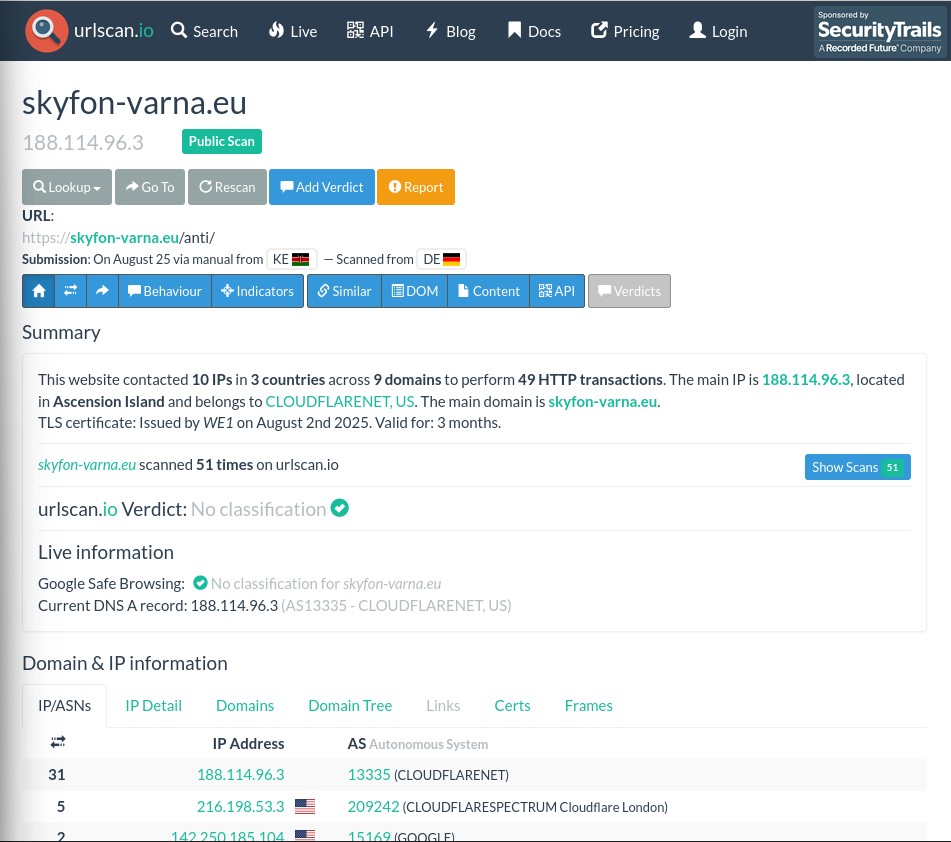 urlscan.io Search Live API Blog Docs Pricing Login
Sponsored by
SecurityTrails
A Recorded Future® Company
skyfon-varna.eu
188.114.96.3 Public Scan
Lookup Go To Rescan Add Verdict Report
URL:
https://skyfon-varna.eu/anti/
Submission: On August 25 via manual from KE — Scanned from DE
Behaviour Indicators Similar DOM Content API Verdicts
Summary
This website contacted 10 IPs in 3 countries across 9 domains to perform 49 HTTP transactions. The main IP is 188.114.96.3, located
in Ascension Island and belongs to CLOUDFLARENET, US. The main domain is skyfon-varna.eu.
TLS certificate: Issued by WE1 on August 2nd 2025. Valid for: 3 months.
skyfon-varna.eu scanned 51 times on urlscan.io Show Scans 51
urlscan.io Verdict: No classification
Live information
Google Safe Browsing: No classification for skyfon-varna.eu
Current DNS A record: 188.114.96.3 (AS13335 - CLOUDFLARENET, US)
Domain & IP information
IP/ASNs IP Detail Domains Domain Tree Links Certs Frames
IP Address AS Autonomous System
31 188.114.96.3 13335 (CLOUDFLARENET)
5 216.198.53.3 209242 (CLOUDFLARESPECTRUM Cloudflare London)
2 142.250.185.104 15169 (GOOGLE)